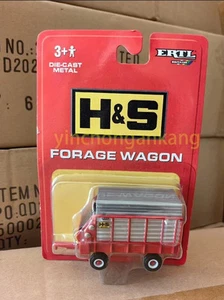 3+
DIE-CAST
METAL
ERTL
H&S
yinchongankang
FORAGE WAGON
H&S